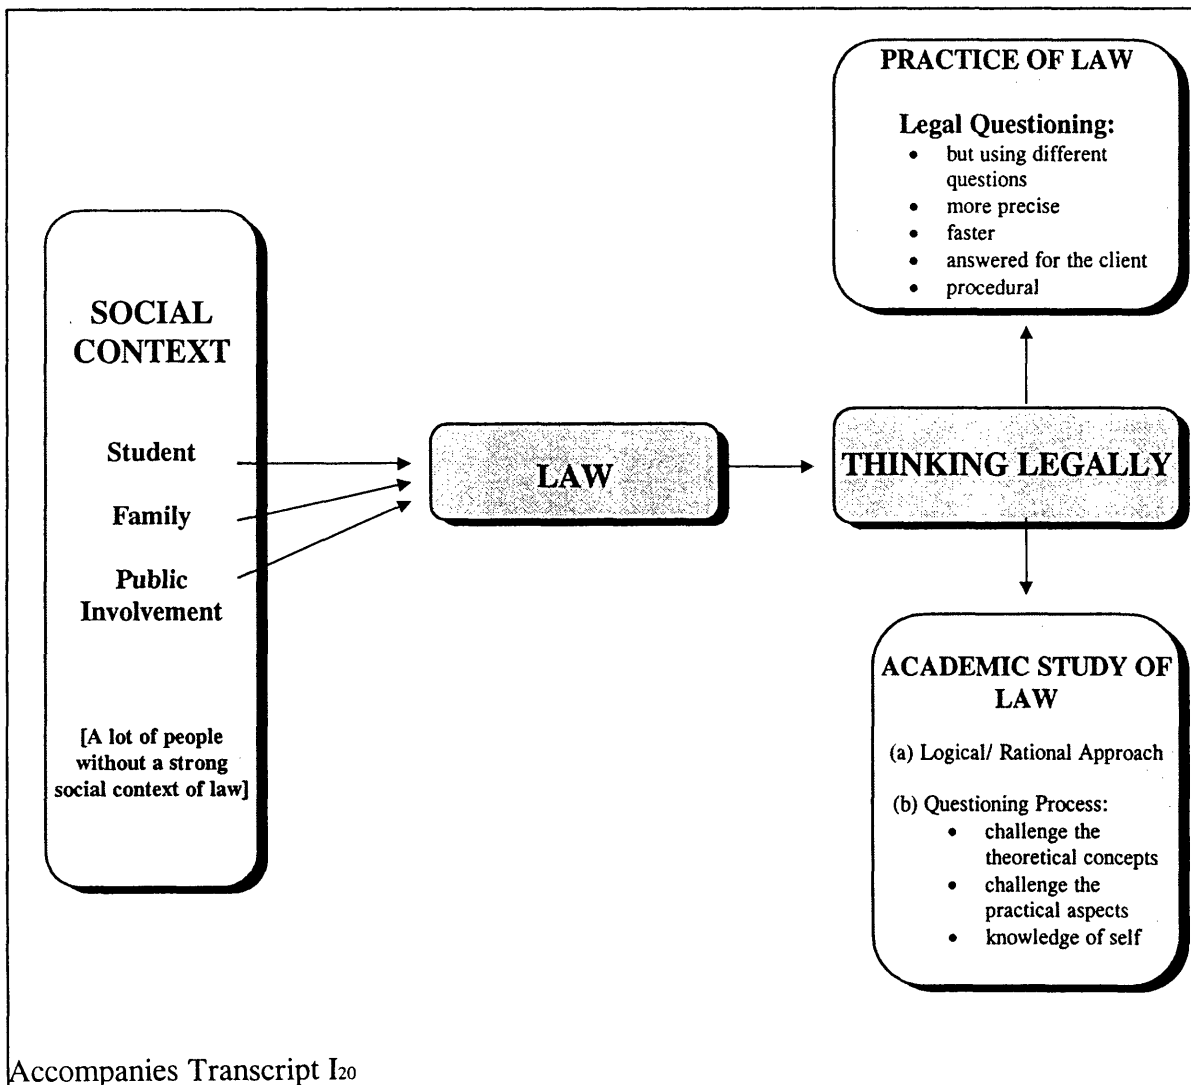 SOCIAL
CONTEXT
Student
Family
Public
Involvement
[A lot of people
without a strong
social context of law]
LAW
THINKING LEGALLY
PRACTICE OF LAW
Legal Questioning:
• but using different
questions
• more precise
• faster
• answered for the client
• procedural
ACADEMIC STUDY OF
LAW
(a) Logical/ Rational Approach
(b) Questioning Process:
• challenge the
theoretical concepts
• challenge the
practical aspects
• knowledge of self
Accompanies Transcript I20